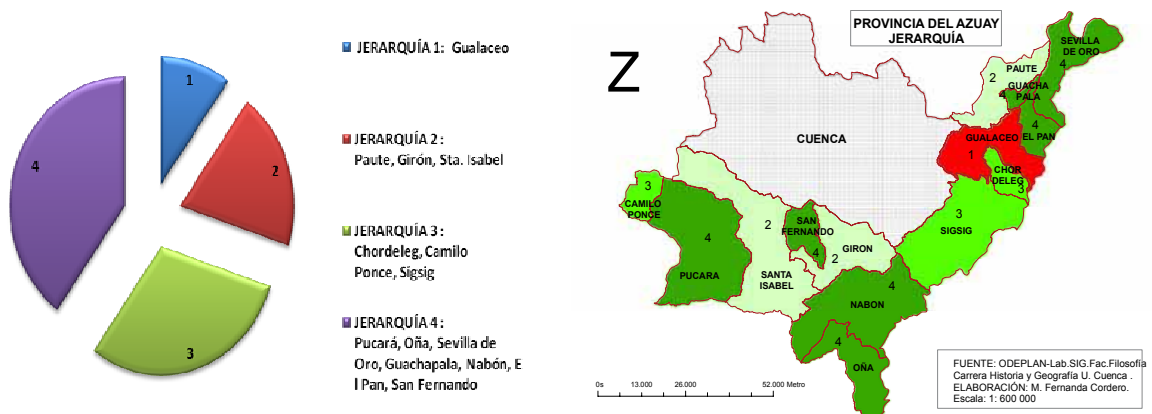 1
2
3
4
JERARQUÍA 1: Gualaceo
JERARQUÍA 2 :
Paute, Girón, Sta. Isabel
JERARQUÍA 3 :
Chordeleg, Camilo
Ponce, Sigsig
JERARQUÍA 4 :
Pucará, Oña, Sevilla de
Oro, Guachapala, Nabón, E
l Pan, San Fernando
Z
PROVINCIA DEL AZUAY
JERARQUÍA
SEVILLA
DE ORO
4
PAUTE
2
GUACHA
PALA
4
4
EL PAN
GUALACEO
1
CHOR
DELEG
3
CUENCA
3
SIGSIG
3
CAMILO
PONCE
4
PUCARA
2
SANTA
ISABEL
SAN
FERNANDO
4
GIRON
2
4
NABON
4
OÑA
0s 13.000 26.000 52.000 Metro
FUENTE: ODEPLAN-Lab.SIG.Fac.Filosofía
Carrera Historia y Geografía U. Cuenca .
ELABORACIÓN: M. Fernanda Cordero.
Escala: 1: 600 000